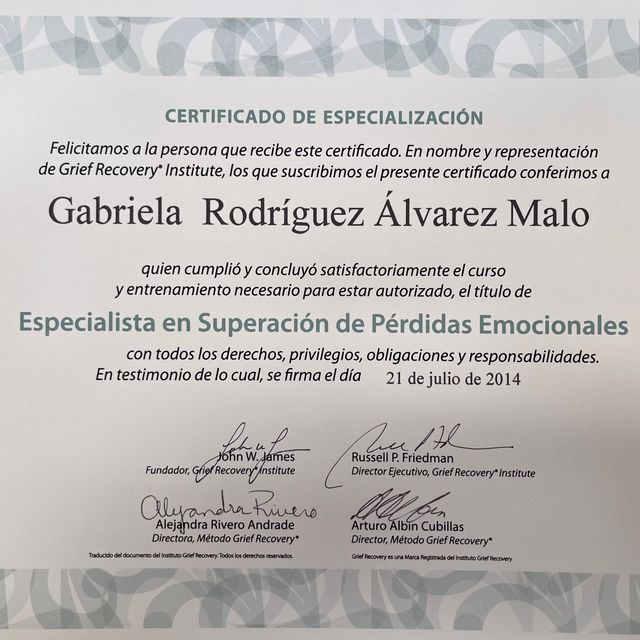 CERTIFICADO DE ESPECIALIZACIÓN
Felicitamos a la persona que recibe este certificado. En nombre y representación
de Grief Recovery® Institute, los que suscribimos el presente certificado conferimos a
Gabriela Rodríguez Álvarez Malo
quien cumplió y concluyó satisfactoriamente el curso
y entrenamiento necesario para estar autorizado, el título de
Especialista en Superación de Pérdidas Emocionales
con todos los derechos, privilegios, obligaciones y responsabilidades.
En testimonio de lo cual, se firma el día 21 de julio de 2014
John W. James
Fundador, Grief Recovery® Institute
Russell P. Friedman
Director Ejecutivo, Grief Recovery® Institute
Alejandra Rivero
Alejandra Rivero Andrade
Directora, Método Grief Recovery®
Arturo Albin Cubillas
Director, Método Grief Recovery®
Traducido del documento del Instituto Grief Recovery. Todos los derechos reservados.
Grief Recovery es una Marca Registrada del Instituto Grief Recovery